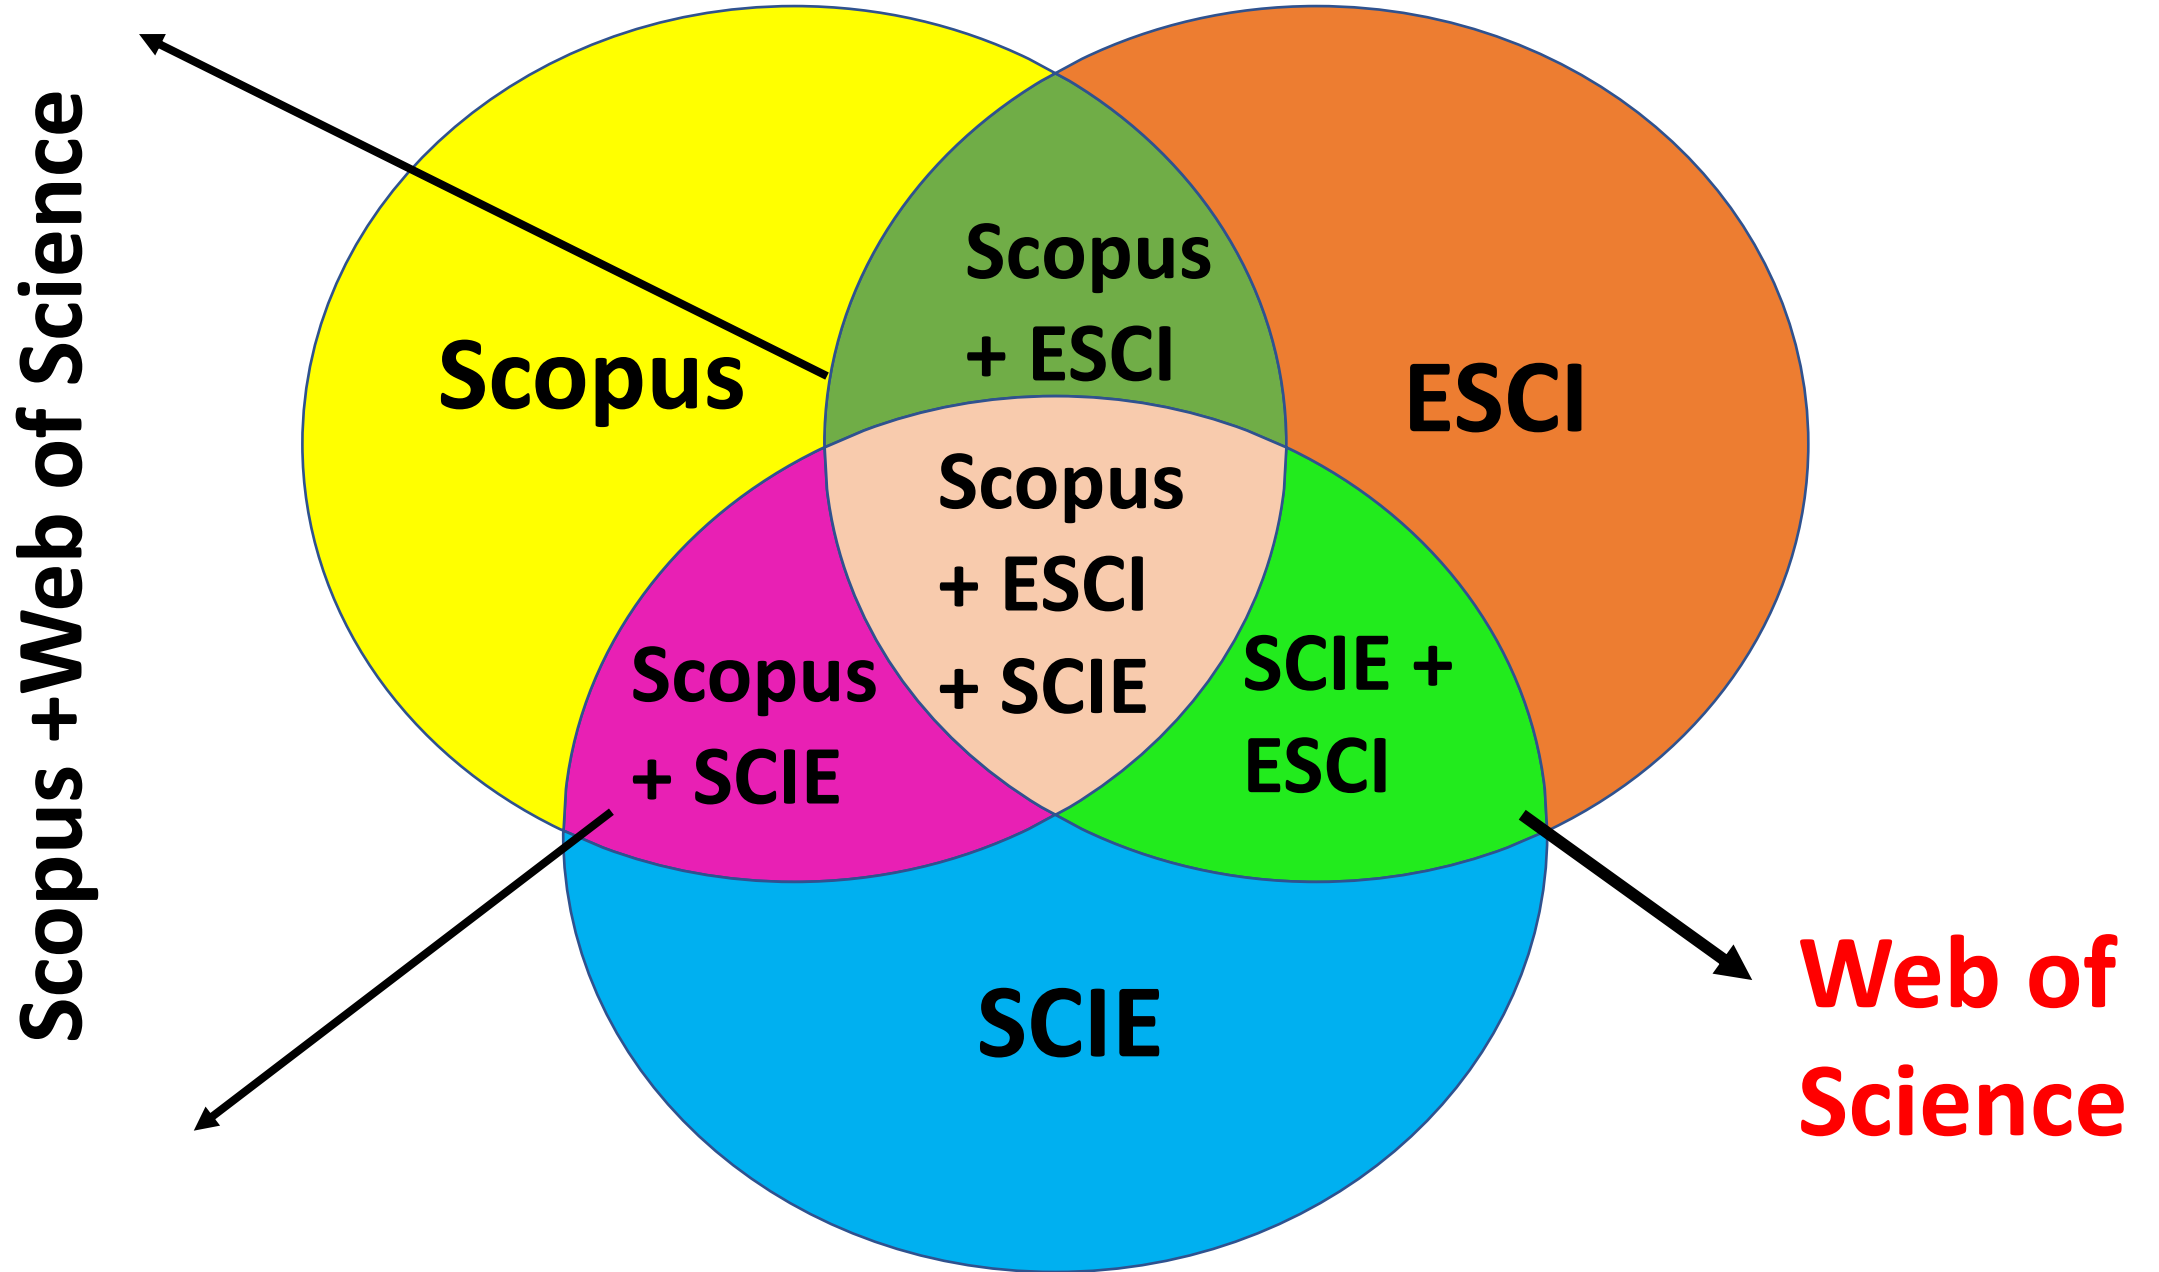 Scopus +Web of Science
Scopus
Scopus
+ ESCI
ESCI
Scopus
+ ESCI
+ SCIE
Scopus
+ SCIE
SCIE +
ESCI
SCIE
Web of
Science